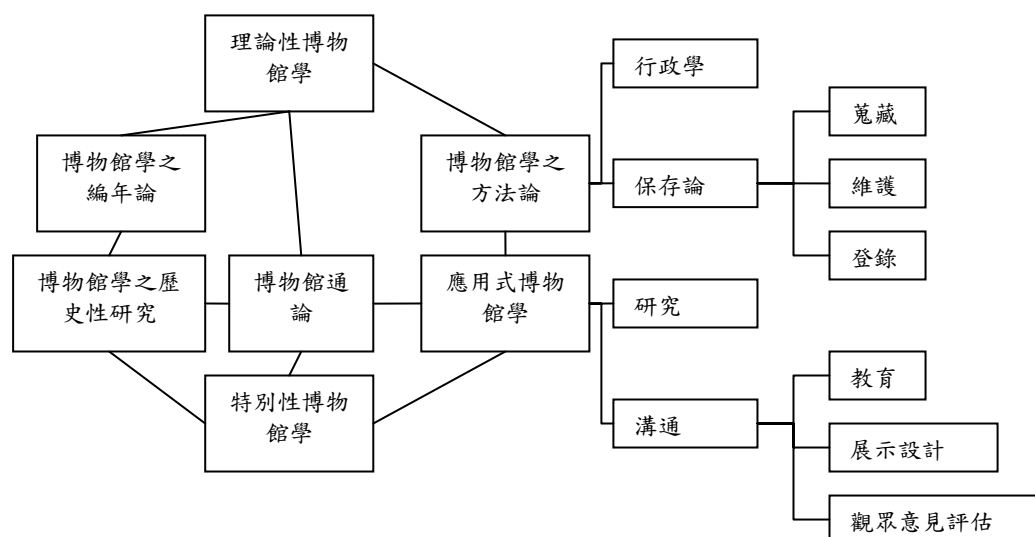 理論性博物
館學
行政學
蒐藏
博物館學之
編年論
博物館學之
方法論
保存論
維護
登錄
博物館學之歷
史性研究
博物館通
論
應用式博物
館學
研究
教育
特別性博物
館學
溝通
展示設計
觀眾意見評估